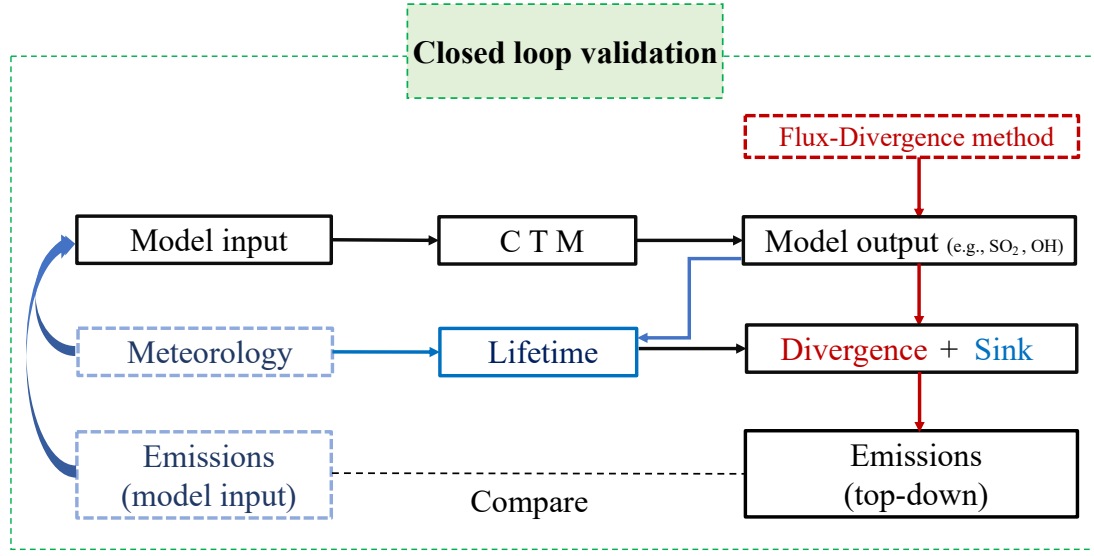 Closed loop validation
Flux-Divergence method
Model input
C T M
Model output (e.g., SO₂ , OH)
Meteorology
Lifetime
Divergence + Sink
Emissions
(model input)
Compare
Emissions
(top-down)